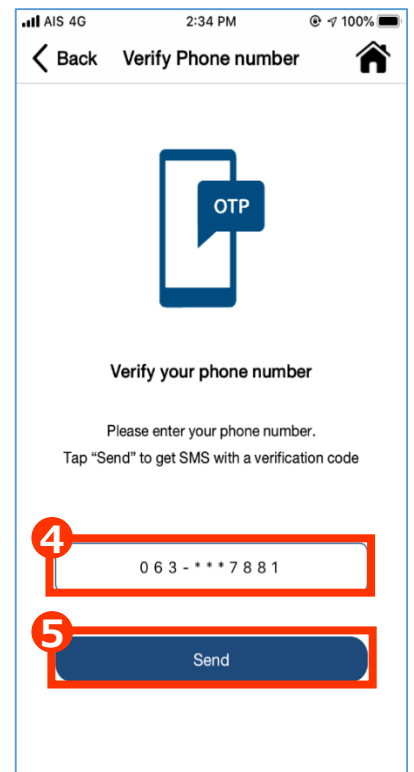 AIS 4G 2:34 PM 100%
Back Verify Phone number
OTP
Verify your phone number
Please enter your phone number.
Tap “Send” to get SMS with a verification code
4
063-***7881
5
Send